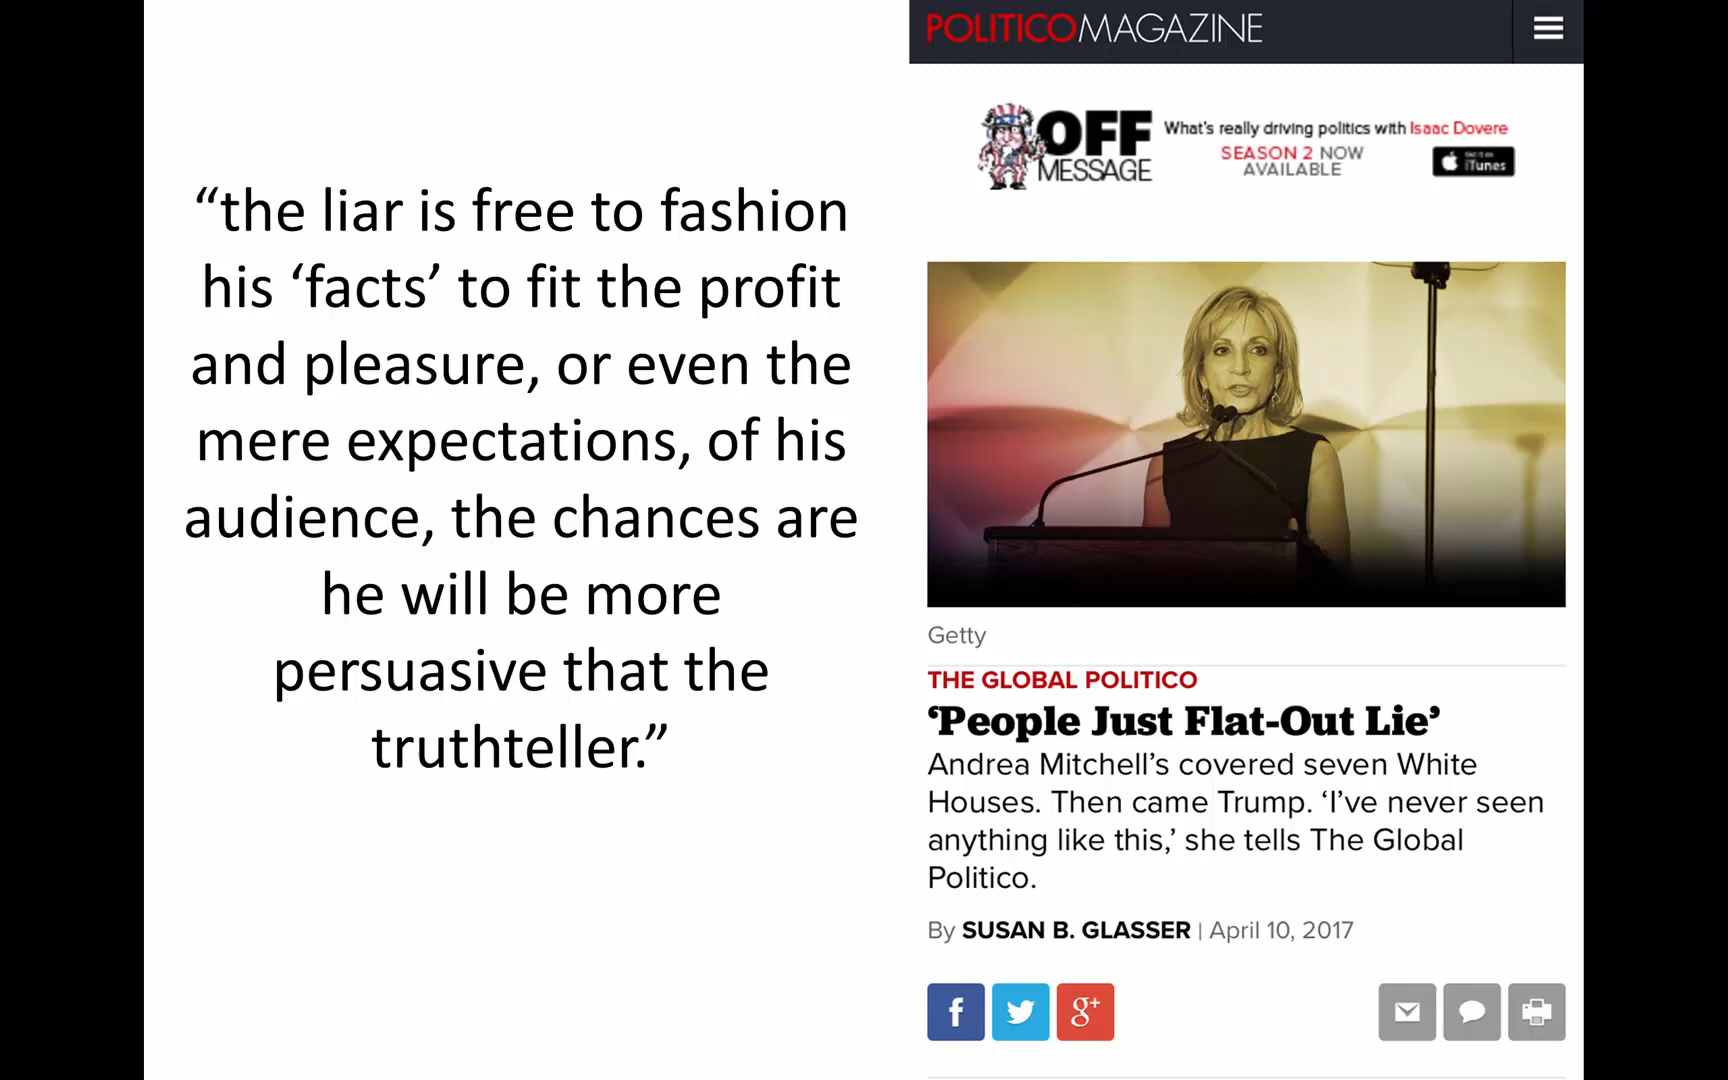 “the liar is free to fashion
his ‘facts’ to fit the profit
and pleasure, or even the
mere expectations, of his
audience, the chances are
he will be more
persuasive that the
truthteller.”
POLITICOMAGAZINE
OFF
MESSAGE
What's really driving politics with Isaac Dovere
SEASON 2 NOW
AVAILABLE
Get it on
iTunes
Getty
THE GLOBAL POLITICO
‘People Just Flat-Out Lie’
Andrea Mitchell’s covered seven White
Houses. Then came Trump. ‘I’ve never seen
anything like this,’ she tells The Global
Politico.
By SUSAN B. GLASSER | April 10, 2017
f
g+